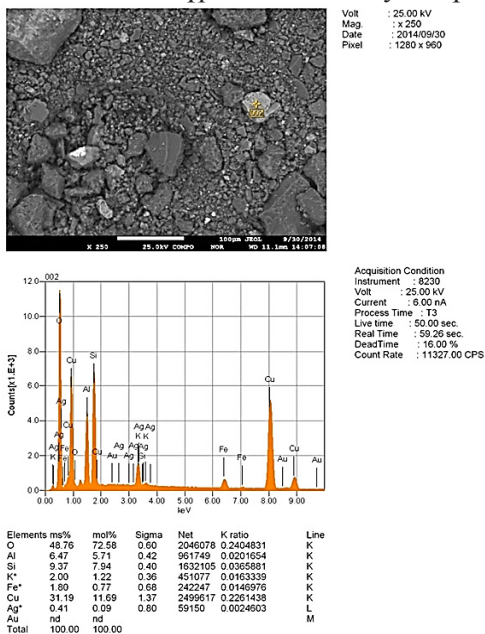 Volt : 25.00 kV
Mag. : x 250
Date : 2014/09/30
Pixel : 1280 x 960
002
100µm JEOL 9/30/2014
X 250 25.0kV COMPO NOR WD 11.1mm 14:07:08
002
Acquisition Condition
Instrument : 8230
Volt : 25.00 kV
Current : 6.00 nA
Process Time : T3
Live time : 50.00 sec.
Real Time : 59.26 sec.
DeadTime : 16.00 %
Count Rate : 11327.00 CPS
Counts[x1.E+3]
12.0
10.0
8.0
6.0
4.0
2.0
0.0
O
Ag
Cu
Al
Si
Cu
Ag Ag
K K
Ag
Ag
Ag
K
Fe
Fe
Cu
O
Cu
Au
Ag
Ag
Ag
Fe
Fe
Cu
Au
Cu
Au
0.00 1.00 2.00 3.00 4.00 5.00 6.00 7.00 8.00 9.00
keV
Elements ms% mol% Sigma Net K ratio Line
O 48.76 72.58 0.60 2046078 0.2404831 K
Al 6.47 5.71 0.42 961749 0.0201654 K
Si 9.37 7.94 0.40 1632105 0.0365881 K
K* 2.00 1.22 0.36 451077 0.0163339 K
Fe* 1.80 0.77 0.68 242247 0.0146976 K
Cu 31.19 11.69 1.37 2499617 0.2261438 K
Ag* 0.41 0.09 0.80 59150 0.0024603 L
Au nd nd M
Total 100.00 100.00